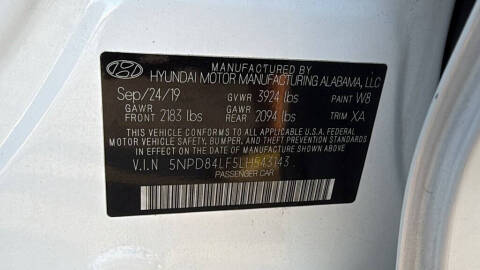 MANUFACTURED BY
HYUNDAI MOTOR MANUFACTURING ALABAMA, LLC
Sep/24/19 GVWR 3924 lbs PAINT W8
GAWR FRONT 2183 lbs GAWR REAR 2094 lbs TRIM XA
THIS VEHICLE CONFORMS TO ALL APPLICABLE U.S.A. FEDERAL
MOTOR VEHICLE SAFETY, BUMPER, AND THEFT PREVENTION STANDARDS
IN EFFECT ON THE DATE OF MANUFACTURE SHOWN ABOVE.
V.I.N 5NPD84LF5LH543143
PASSENGER CAR